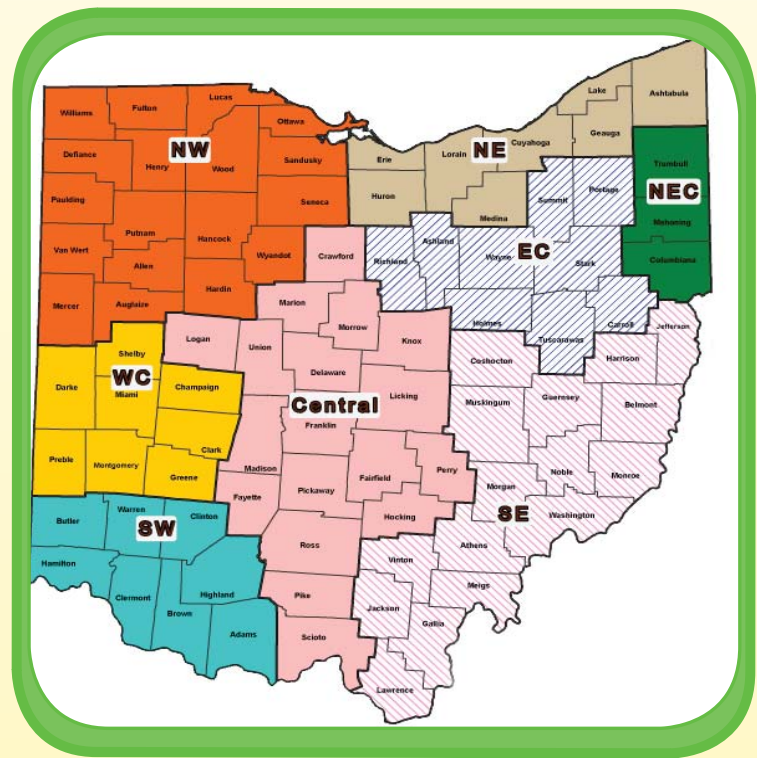 Williams
Fulton
Lucas
Ottawa
Defiance
Henry
Wood
Sandusky
NW
Paulding
Seneca
Putnam
Hancock
Van Wert
Allen
Wyandot
Mercer
Auglaize
Hardin
Erie
Lorain
NE
Cuyahoga
Lake
Ashtabula
Geauga
Huron
Medina
Trumbull
NEC
Mahoning
Columbiana
Summit
Portage
Richland
Ashland
Wayne
EC
Stark
Holmes
Tuscarawas
Carroll
Crawford
Marion
Morrow
Logan
Union
Knox
Delaware
Licking
Central
Franklin
Madison
Fayette
Pickaway
Fairfield
Perry
Hocking
Ross
Pike
Scioto
Shelby
WC
Darke
Miami
Champaign
Clark
Preble
Montgomery
Greene
Butler
Warren
SW
Clinton
Hamilton
Clermont
Brown
Highland
Adams
Jefferson
Harrison
Coshocton
Muskingum
Guernsey
Belmont
Noble
Monroe
Morgan
SE
Washington
Athens
Vinton
Meigs
Jackson
Gallia
Lawrence